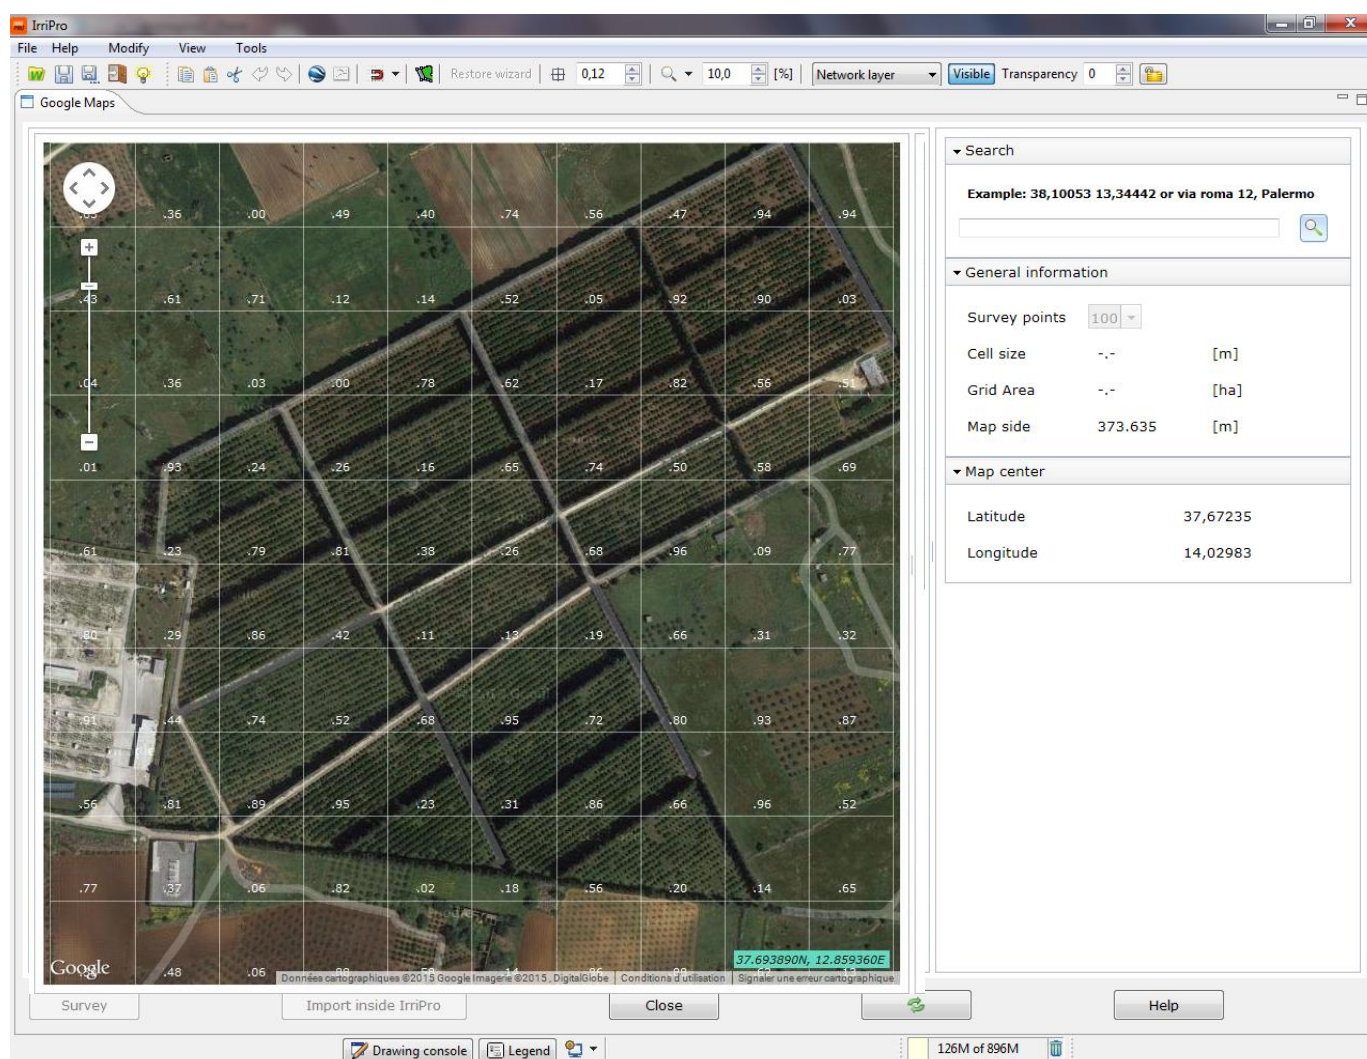 IrriPro
File Help Modify View Tools
Restore wizard 0,12 10,0 [%] Network layer Visible Transparency 0
Google Maps
Search
Example: 38,10053 13,34442 or via roma 12, Palermo
General information
Survey points 100
Cell size -.- [m]
Grid Area -.- [ha]
Map side 373.635 [m]
Map center
Latitude 37,67235
Longitude 14,02983
.36 .00 .49 .40 .74 .56 .47 .94 .94
.43 .61 .71 .12 .14 .52 .05 .92 .90 .03
.04 .36 .03 .00 .78 .62 .17 .82 .56 .51
.01 .93 .24 .26 .16 .65 .74 .50 .58 .69
.61 .23 .79 .81 .38 .26 .68 .96 .09 .77
.80 .29 .86 .42 .11 .13 .19 .66 .31 .32
.91 .44 .74 .52 .68 .95 .72 .80 .93 .87
.56 .81 .89 .95 .23 .31 .86 .66 .96 .52
.77 .37 .06 .82 .02 .18 .56 .20 .14 .65
.48 .06
37.693890N, 12.859360E
Google
Données cartographiques ©2015 Google Imagerie ©2015, DigitalGlobe Conditions d'utilisation Signaler une erreur cartographique
Survey Import inside IrriPro Close Help
Drawing console Legend 126M of 896M